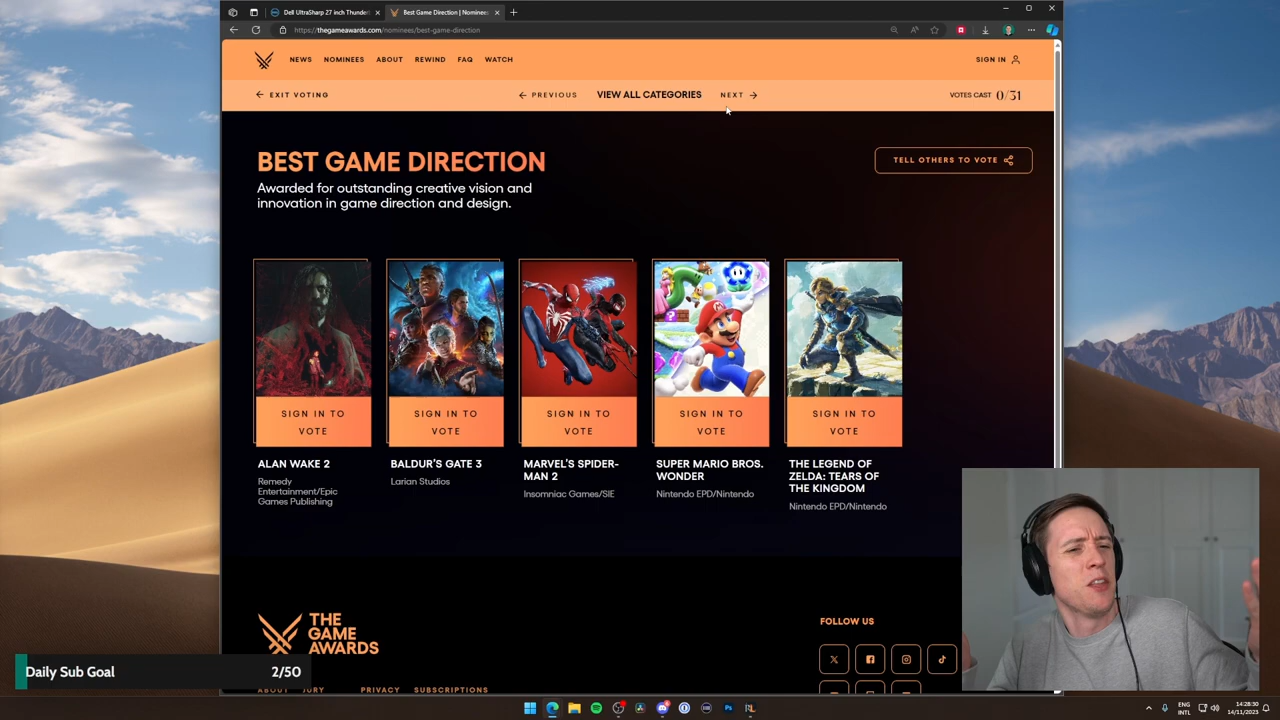 Dell UltraSharp 27 inch Thunder
Best Game Direction | Nominee
https://thegameawards.com/nominees/best-game-direction
NEWS
NOMINEES
ABOUT
REWIND
FAQ
WATCH
SIGN IN
EXIT VOTING
PREVIOUS
VIEW ALL CATEGORIES
NEXT
VOTES CAST 0/31
BEST GAME DIRECTION
Awarded for outstanding creative vision and
innovation in game direction and design.
TELL OTHERS TO VOTE
SIGN IN TO
VOTE
SIGN IN TO
VOTE
SIGN IN TO
VOTE
SIGN IN TO
VOTE
SIGN IN TO
VOTE
ALAN WAKE 2
Remedy
Entertainment/Epic
Games Publishing
BALDUR'S GATE 3
Larian Studios
MARVEL'S SPIDER-
MAN 2
Insomniac Games/SIE
SUPER MARIO BROS.
WONDER
Nintendo EPD/Nintendo
THE LEGEND OF
ZELDA: TEARS OF
THE KINGDOM
Nintendo EPD/Nintendo
THE
GAME
AWARDS
FOLLOW US
Daily Sub Goal
2/50
ABOUT
JURY
PRIVACY
SUBSCRIPTIONS
ENG
INTL
14:28:30
14/11/2023